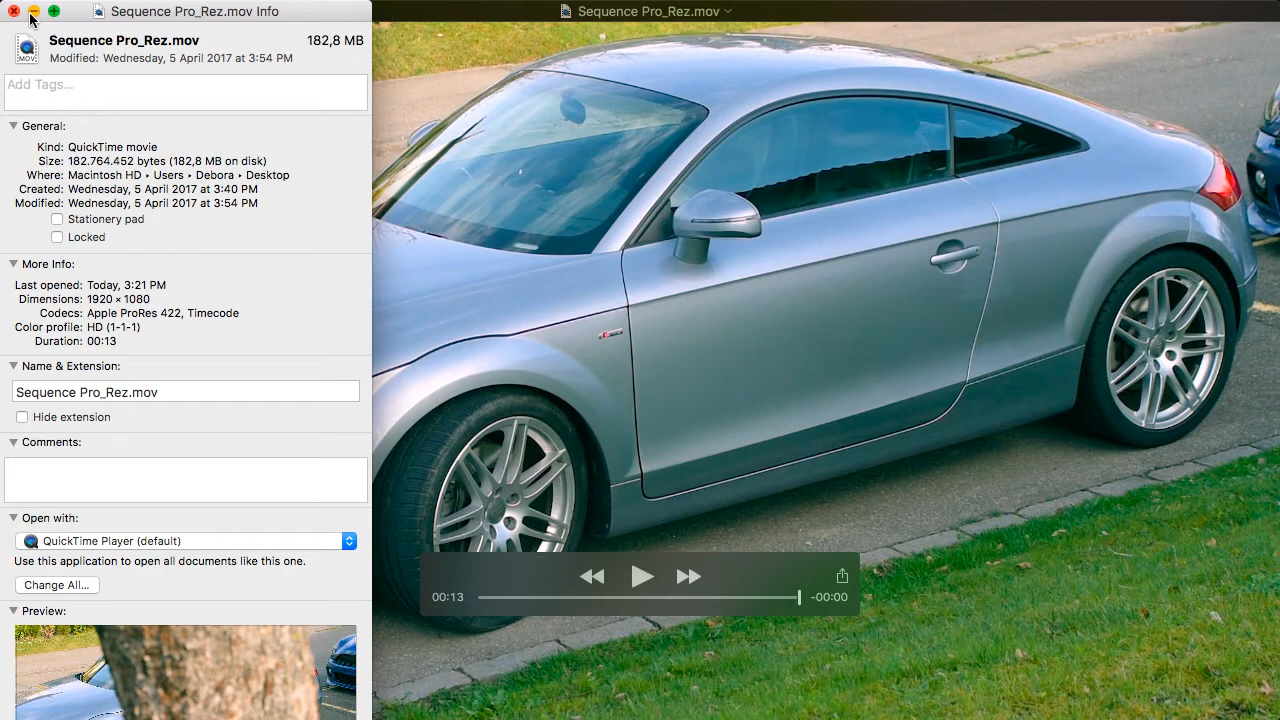 Sequence Pro_Rez.mov Info
Sequence Pro_Rez.mov
Sequence Pro_Rez.mov 182,8 MB
Modified: Wednesday, 5 April 2017 at 3:54 PM
MOV
Add Tags...
General:
Kind: QuickTime movie
Size: 182.764.452 bytes (182,8 MB on disk)
Where: Macintosh HD ▸ Users ▸ Debora ▸ Desktop
Created: Wednesday, 5 April 2017 at 3:40 PM
Modified: Wednesday, 5 April 2017 at 3:54 PM
Stationery pad
Locked
More Info:
Last opened: Today, 3:21 PM
Dimensions: 1920 × 1080
Codecs: Apple ProRes 422, Timecode
Color profile: HD (1-1-1)
Duration: 00:13
Name & Extension:
Sequence Pro_Rez.mov
Hide extension
Comments:
Open with:
QuickTime Player (default)
Use this application to open all documents like this one.
Change All...
Preview:
00:13
-00:00